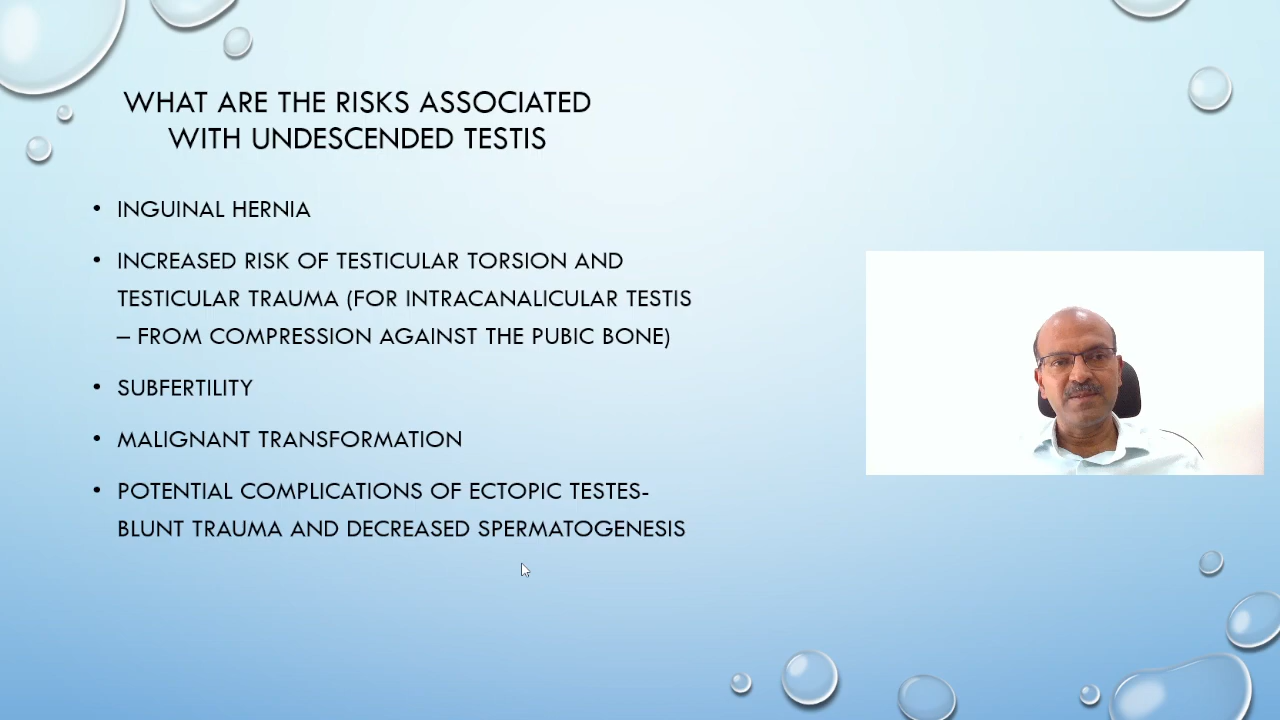 WHAT ARE THE RISKS ASSOCIATED
WITH UNDESCENDED TESTIS
• INGUINAL HERNIA
• INCREASED RISK OF TESTICULAR TORSION AND
TESTICULAR TRAUMA (FOR INTRACANALICULAR TESTIS
– FROM COMPRESSION AGAINST THE PUBIC BONE)
• SUBFERTILITY
• MALIGNANT TRANSFORMATION
• POTENTIAL COMPLICATIONS OF ECTOPIC TESTES-
BLUNT TRAUMA AND DECREASED SPERMATOGENESIS